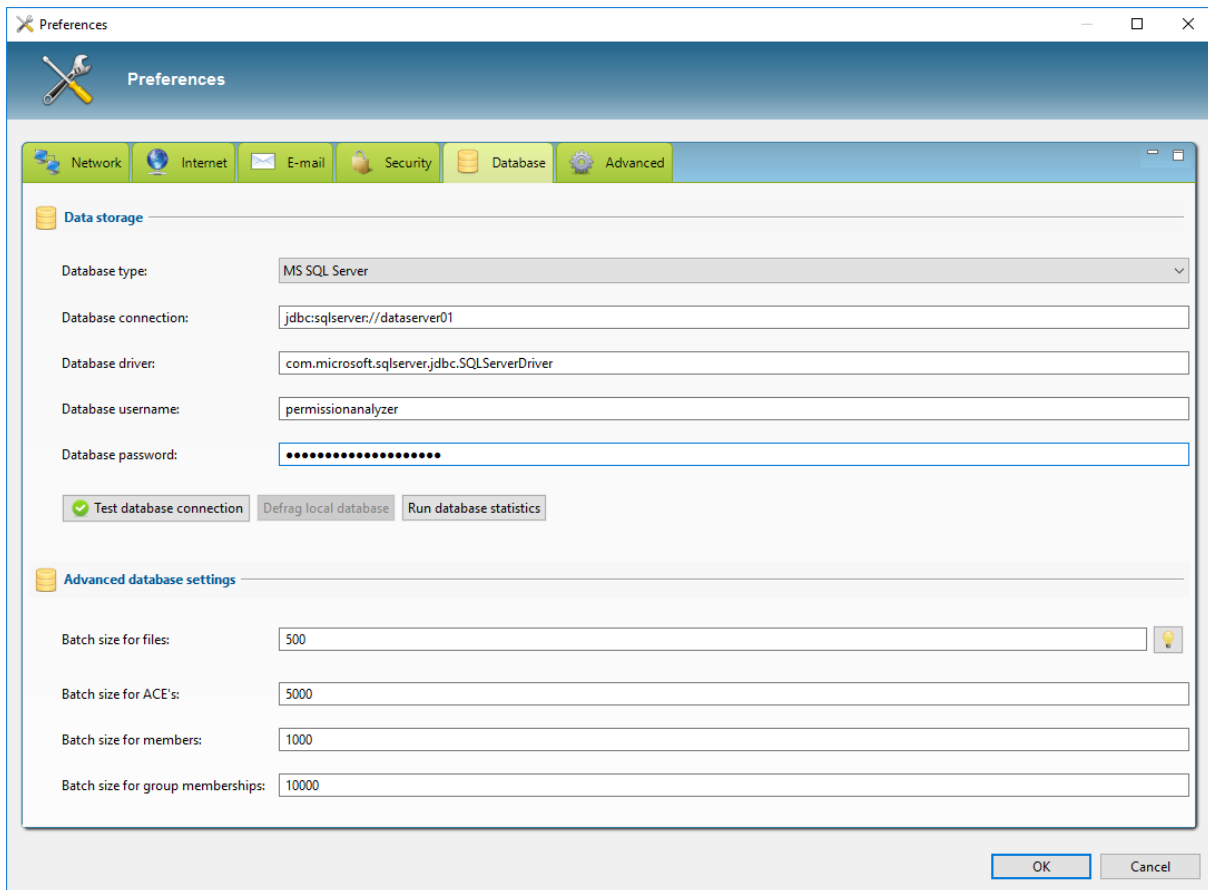 Preferences
Preferences
Network Internet E-mail Security Database Advanced
Data storage
Database type: MS SQL Server
Database connection: jdbc:sqlserver://dataserver01
Database driver: com.microsoft.sqlserver.jdbc.SQLServerDriver
Database username: permissionanalyzer
Database password: ••••••••••••••••••••
Test database connection Defrag local database Run database statistics
Advanced database settings
Batch size for files: 500
Batch size for ACE's: 5000
Batch size for members: 1000
Batch size for group memberships: 10000
OK Cancel